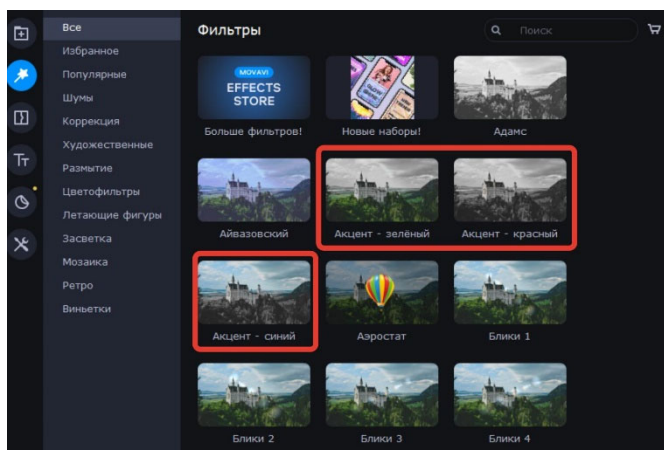 Все
Избранное
Популярные
Шумы
Коррекция
Художественные
Размытие
Цветофильтры
Летающие фигуры
Засветка
Мозаика
Ретро
Виньетки
Фильтры
Поиск
MOVAVI
EFFECTS
STORE
Больше фильтров!
Новые наборы!
Адамс
Айвазовский
Акцент - зелёный
Акцент - красный
Акцент - синий
Аэростат
Блики 1
Блики 2
Блики 3
Блики 4
Тт